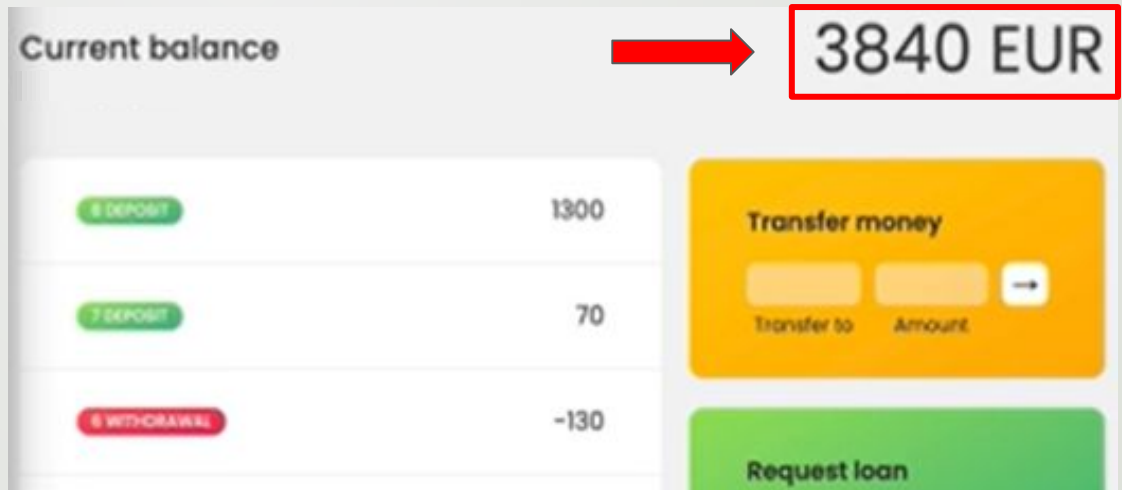 Current balance
3840 EUR
8 DEPOSIT
1300
7 DEPOSIT
70
6 WITHDRAWAL
-130
Transfer money
→
Transfer to
Amount
Request loan